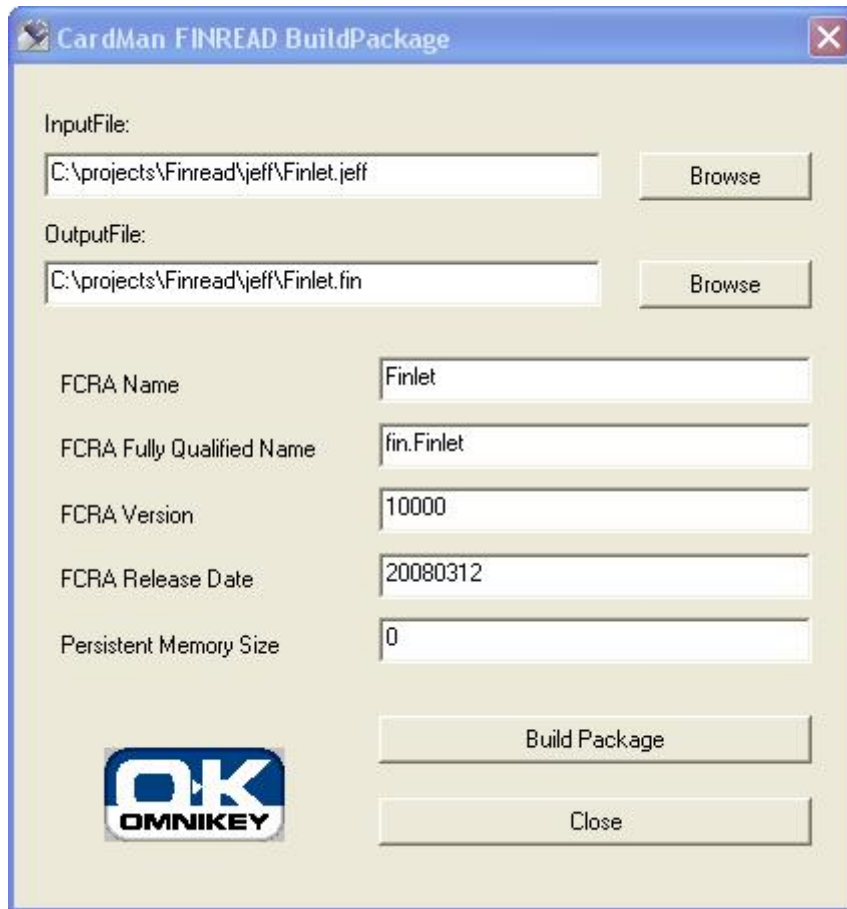 CardMan FINREAD BuildPackage
InputFile:
C:\projects\Finread\jeff\Finlet.jeff
Browse
OutputFile:
C:\projects\Finread\jeff\Finlet.fin
Browse
FCRA Name
Finlet
FCRA Fully Qualified Name
fin.Finlet
FCRA Version
10000
FCRA Release Date
20080312
Persistent Memory Size
0
Build Package
OK
OMNIKEY
Close